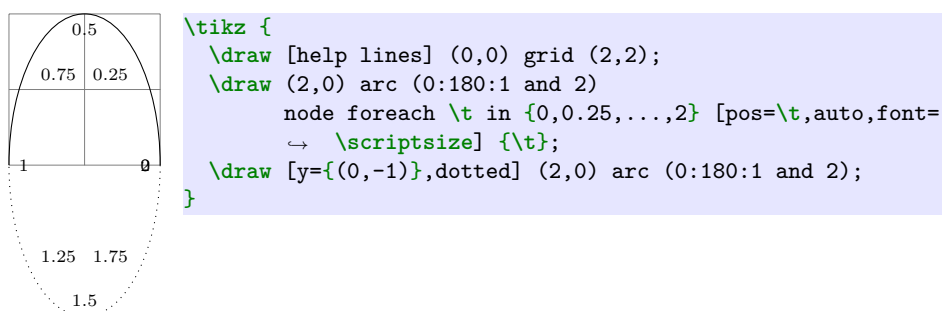 0.5
0.75 0.25
1 0 2
1.25 1.75
1.5
\tikz {
  \draw [help lines] (0,0) grid (2,2);
  \draw (2,0) arc (0:180:1 and 2)
        node foreach \t in {0,0.25,...,2} [pos=\t,auto,font=
        ↪ \scriptsize] {\t};
  \draw [y={(0,-1)},dotted] (2,0) arc (0:180:1 and 2);
}